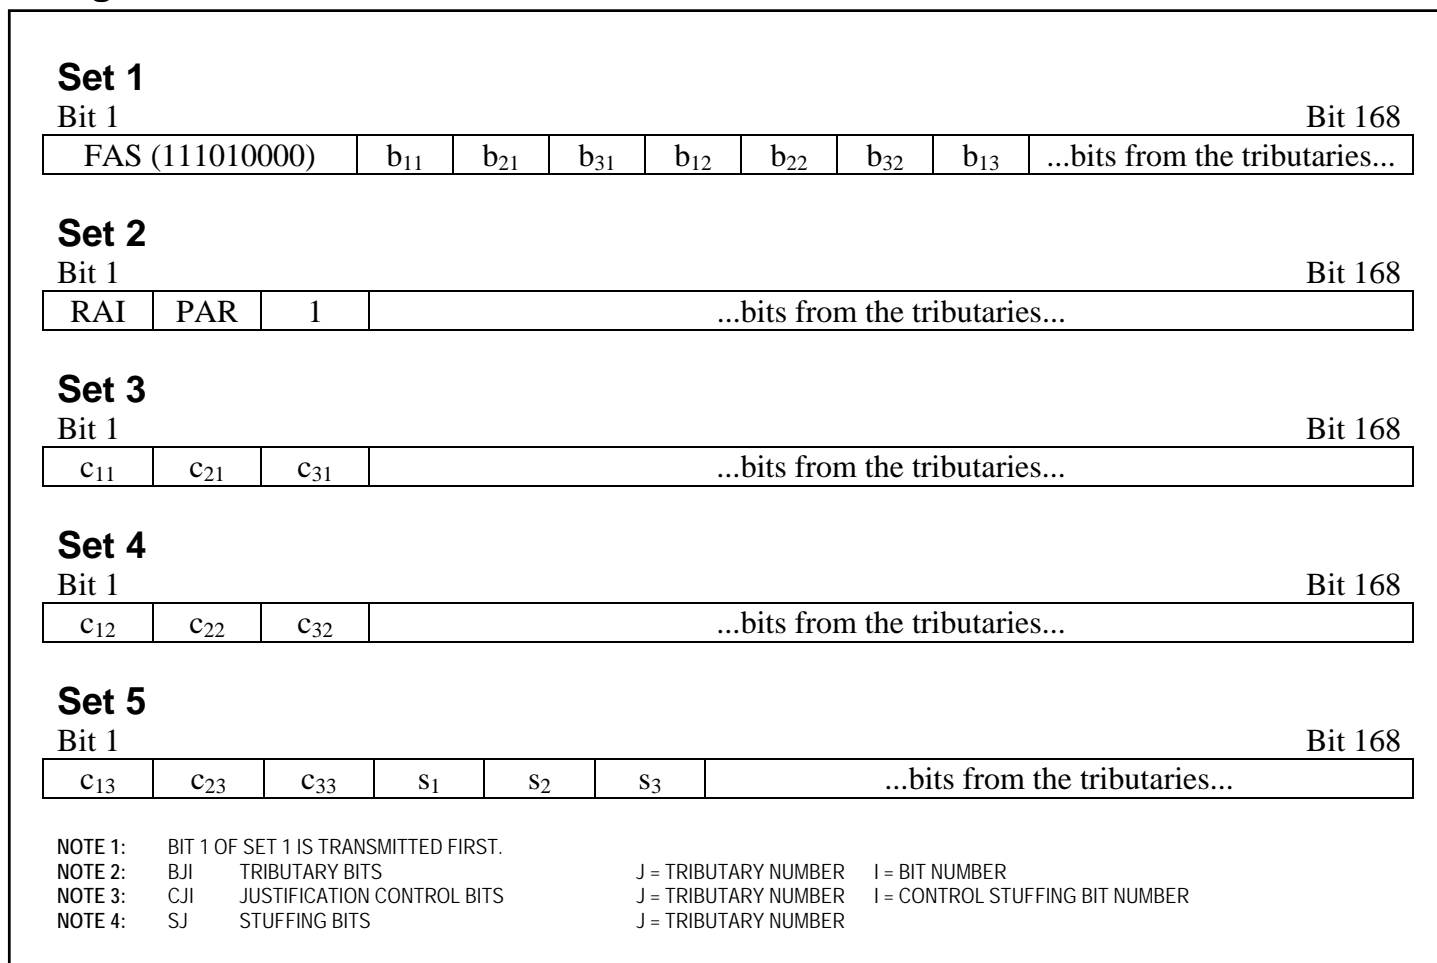 Set 1
Bit 1 Bit 168
FAS (111010000) b11 b21 b31 b12 b22 b32 b13 ...bits from the tributaries...
Set 2
Bit 1 Bit 168
RAI PAR 1 ...bits from the tributaries...
Set 3
Bit 1 Bit 168
c11 c21 c31 ...bits from the tributaries...
Set 4
Bit 1 Bit 168
c12 c22 c32 ...bits from the tributaries...
Set 5
Bit 1 Bit 168
c13 c23 c33 s1 s2 s3 ...bits from the tributaries...
NOTE 1: BIT 1 OF SET 1 IS TRANSMITTED FIRST.
NOTE 2: BJI TRIBUTARY BITS J = TRIBUTARY NUMBER I = BIT NUMBER
NOTE 3: CJI JUSTIFICATION CONTROL BITS J = TRIBUTARY NUMBER I = CONTROL STUFFING BIT NUMBER
NOTE 4: SJ STUFFING BITS J = TRIBUTARY NUMBER